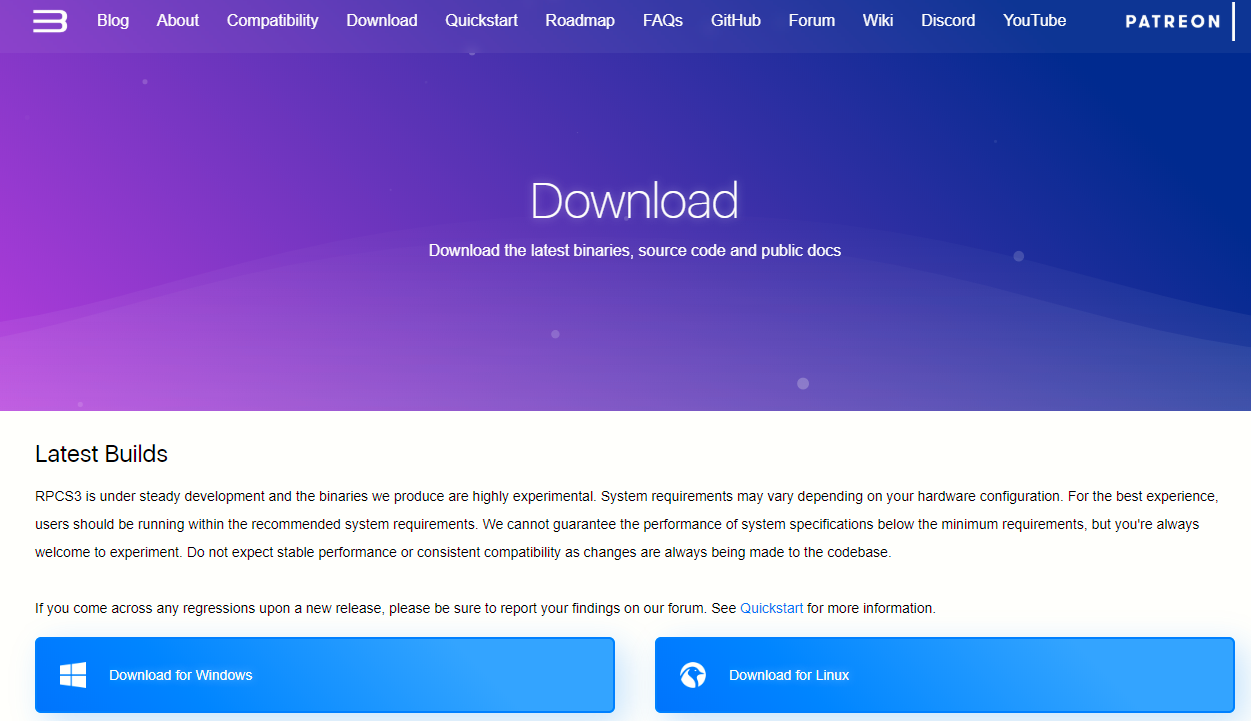 Blog About Compatibility Download Quickstart Roadmap FAQs GitHub Forum Wiki Discord YouTube PATREON
Download
Download the latest binaries, source code and public docs
Latest Builds
RPCS3 is under steady development and the binaries we produce are highly experimental. System requirements may vary depending on your hardware configuration. For the best experience,
users should be running within the recommended system requirements. We cannot guarantee the performance of system specifications below the minimum requirements, but you're always
welcome to experiment. Do not expect stable performance or consistent compatibility as changes are always being made to the codebase.
If you come across any regressions upon a new release, please be sure to report your findings on our forum. See Quickstart for more information.
Download for Windows
Download for Linux